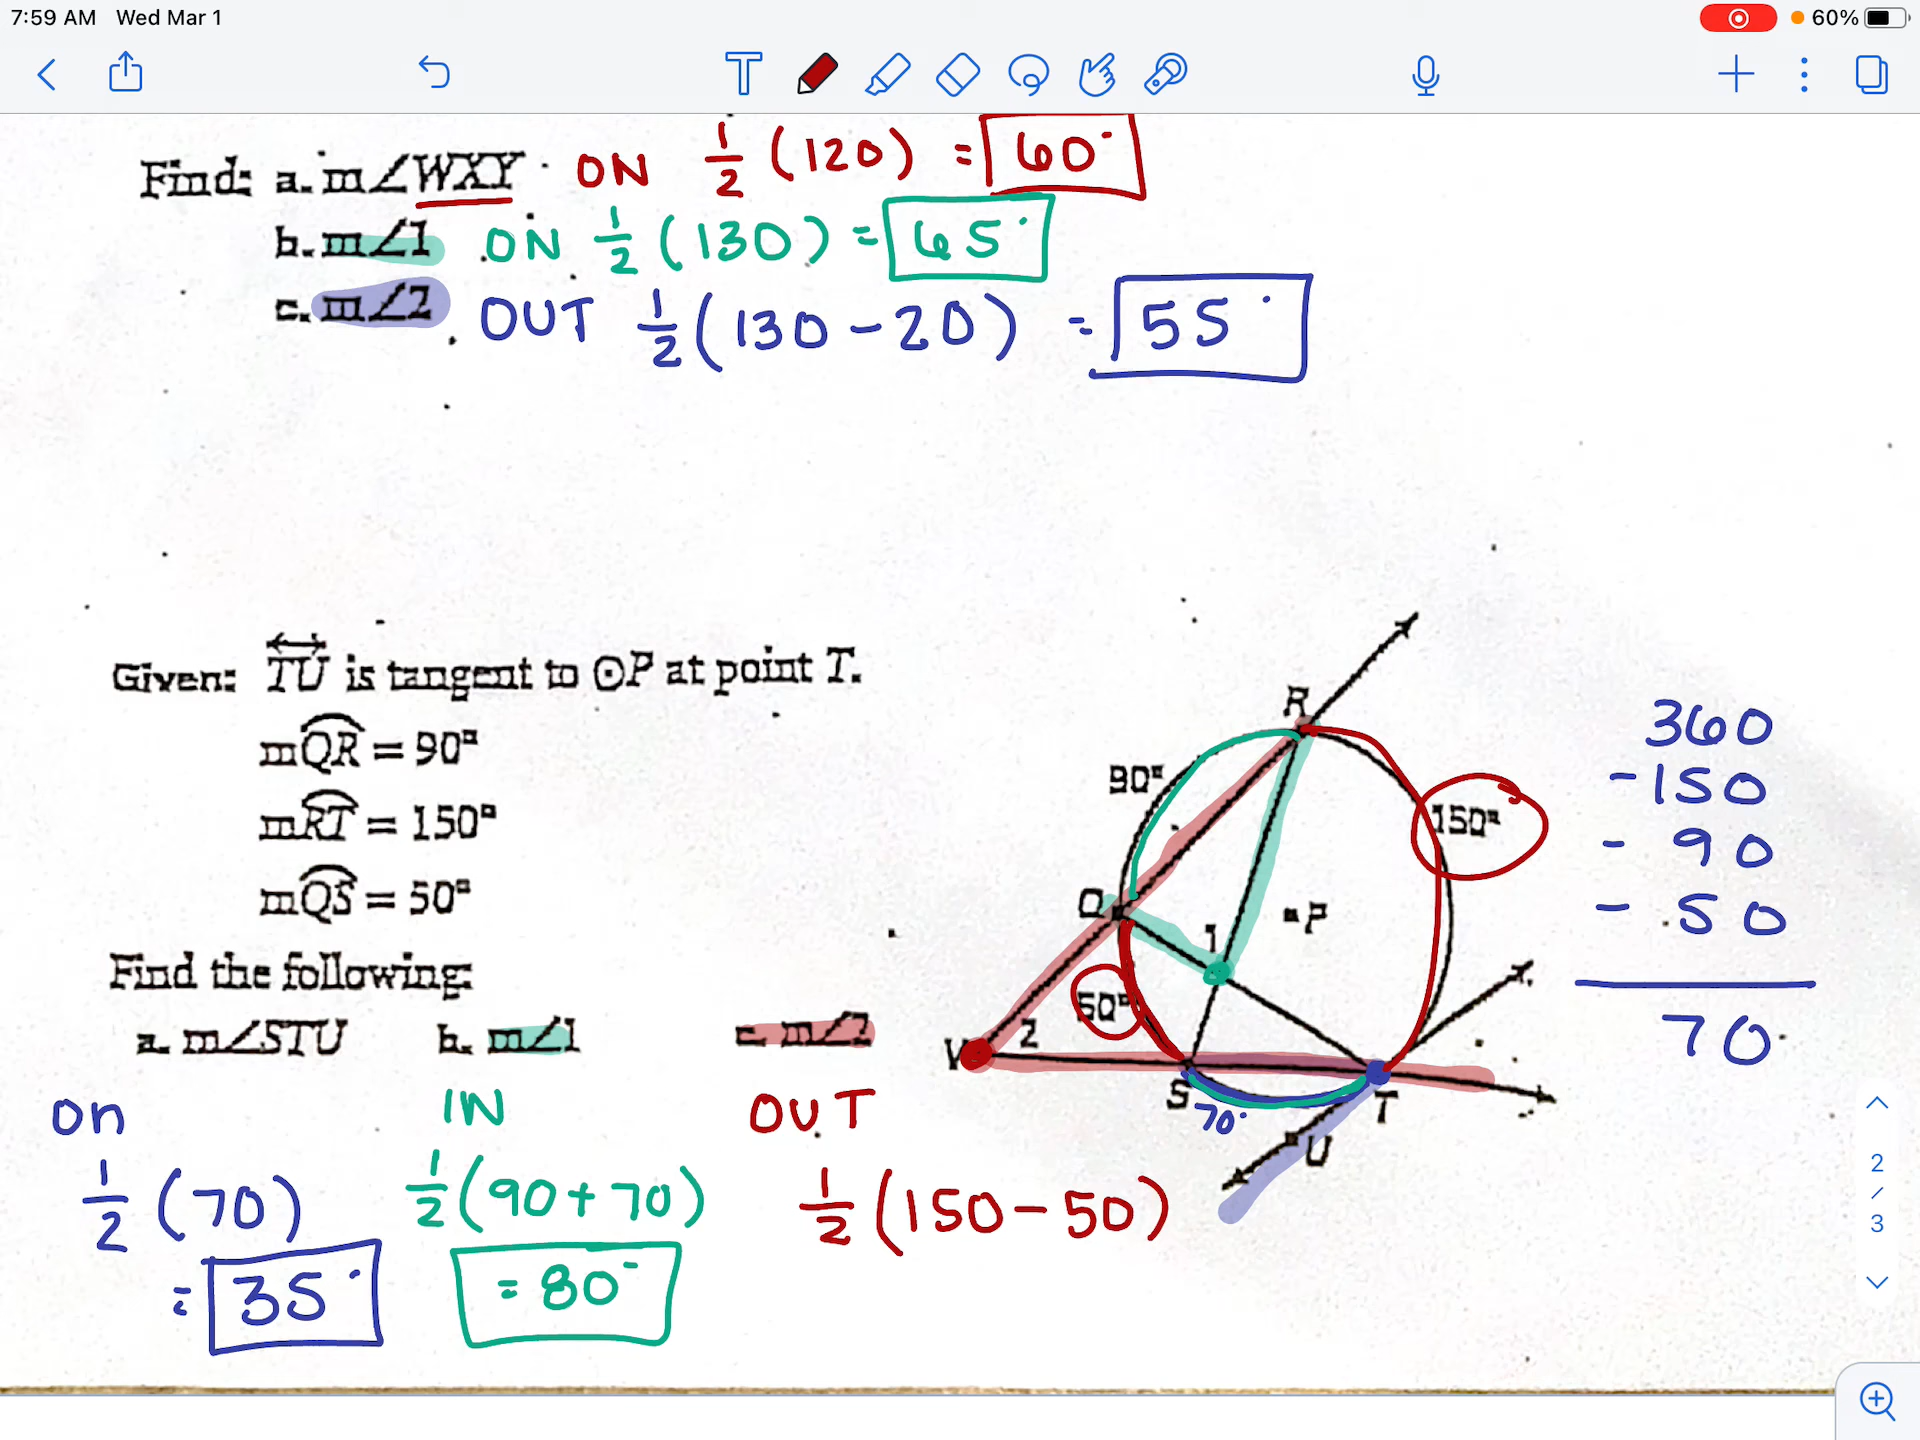 7:59 AM Wed Mar 1
60%
T
Find: a. m∠WXY ON 1/2 (120) = 60°
b. m∠1 ON 1/2 (130) = 65°
c. m∠2 OUT 1/2 (130 - 20) = 55°
Given: TU is tangent to ⊙P at point T.
mQR = 90°
mRT = 150°
mQS = 50°
Find the following:
a. m∠STU b. m∠1 c. m∠2
On IN OUT
1/2 (70) 1/2 (90 + 70) 1/2 (150 - 50)
= 35° = 80°
R
90°
150°
Q
1
P
50°
V
2
S
70°
T
U
360
- 150
- 90
- 50
70
2
/
3